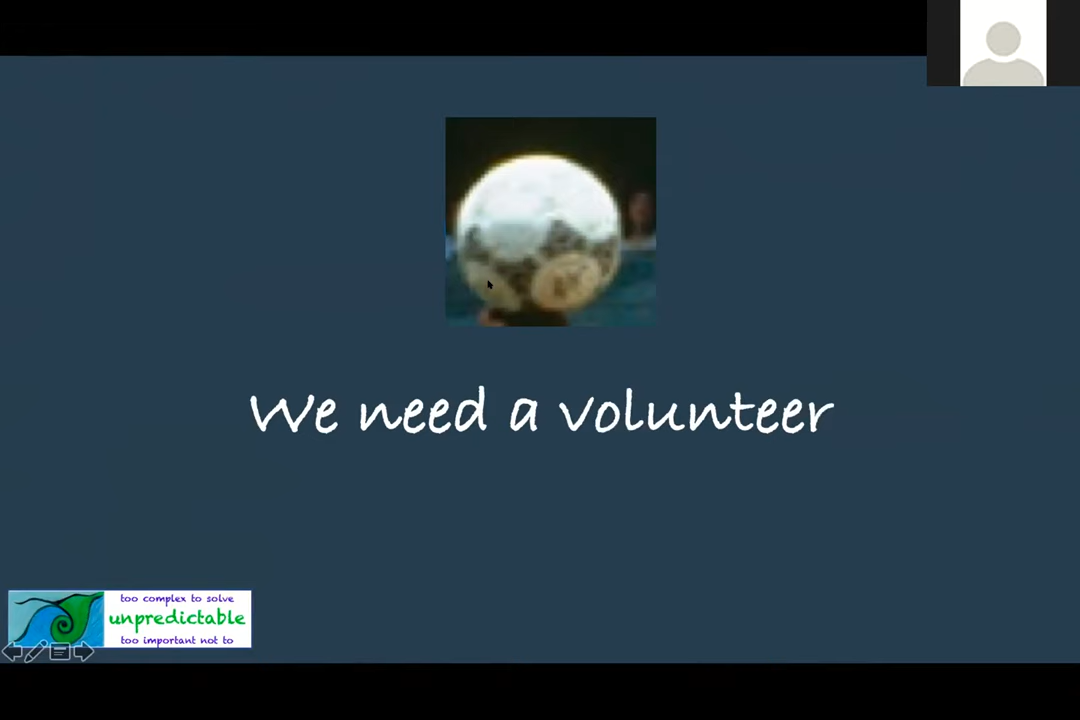 We need a volunteer
too complex to solve
unpredictable
too important not to